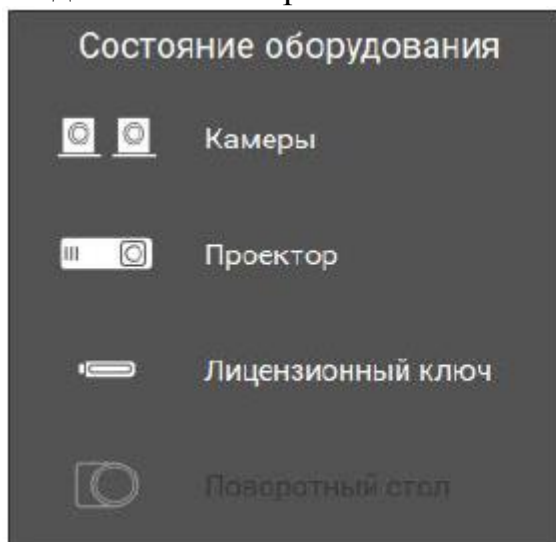 Состояние оборудования
Камеры
Проектор
Лицензионный ключ
Поворотный стол